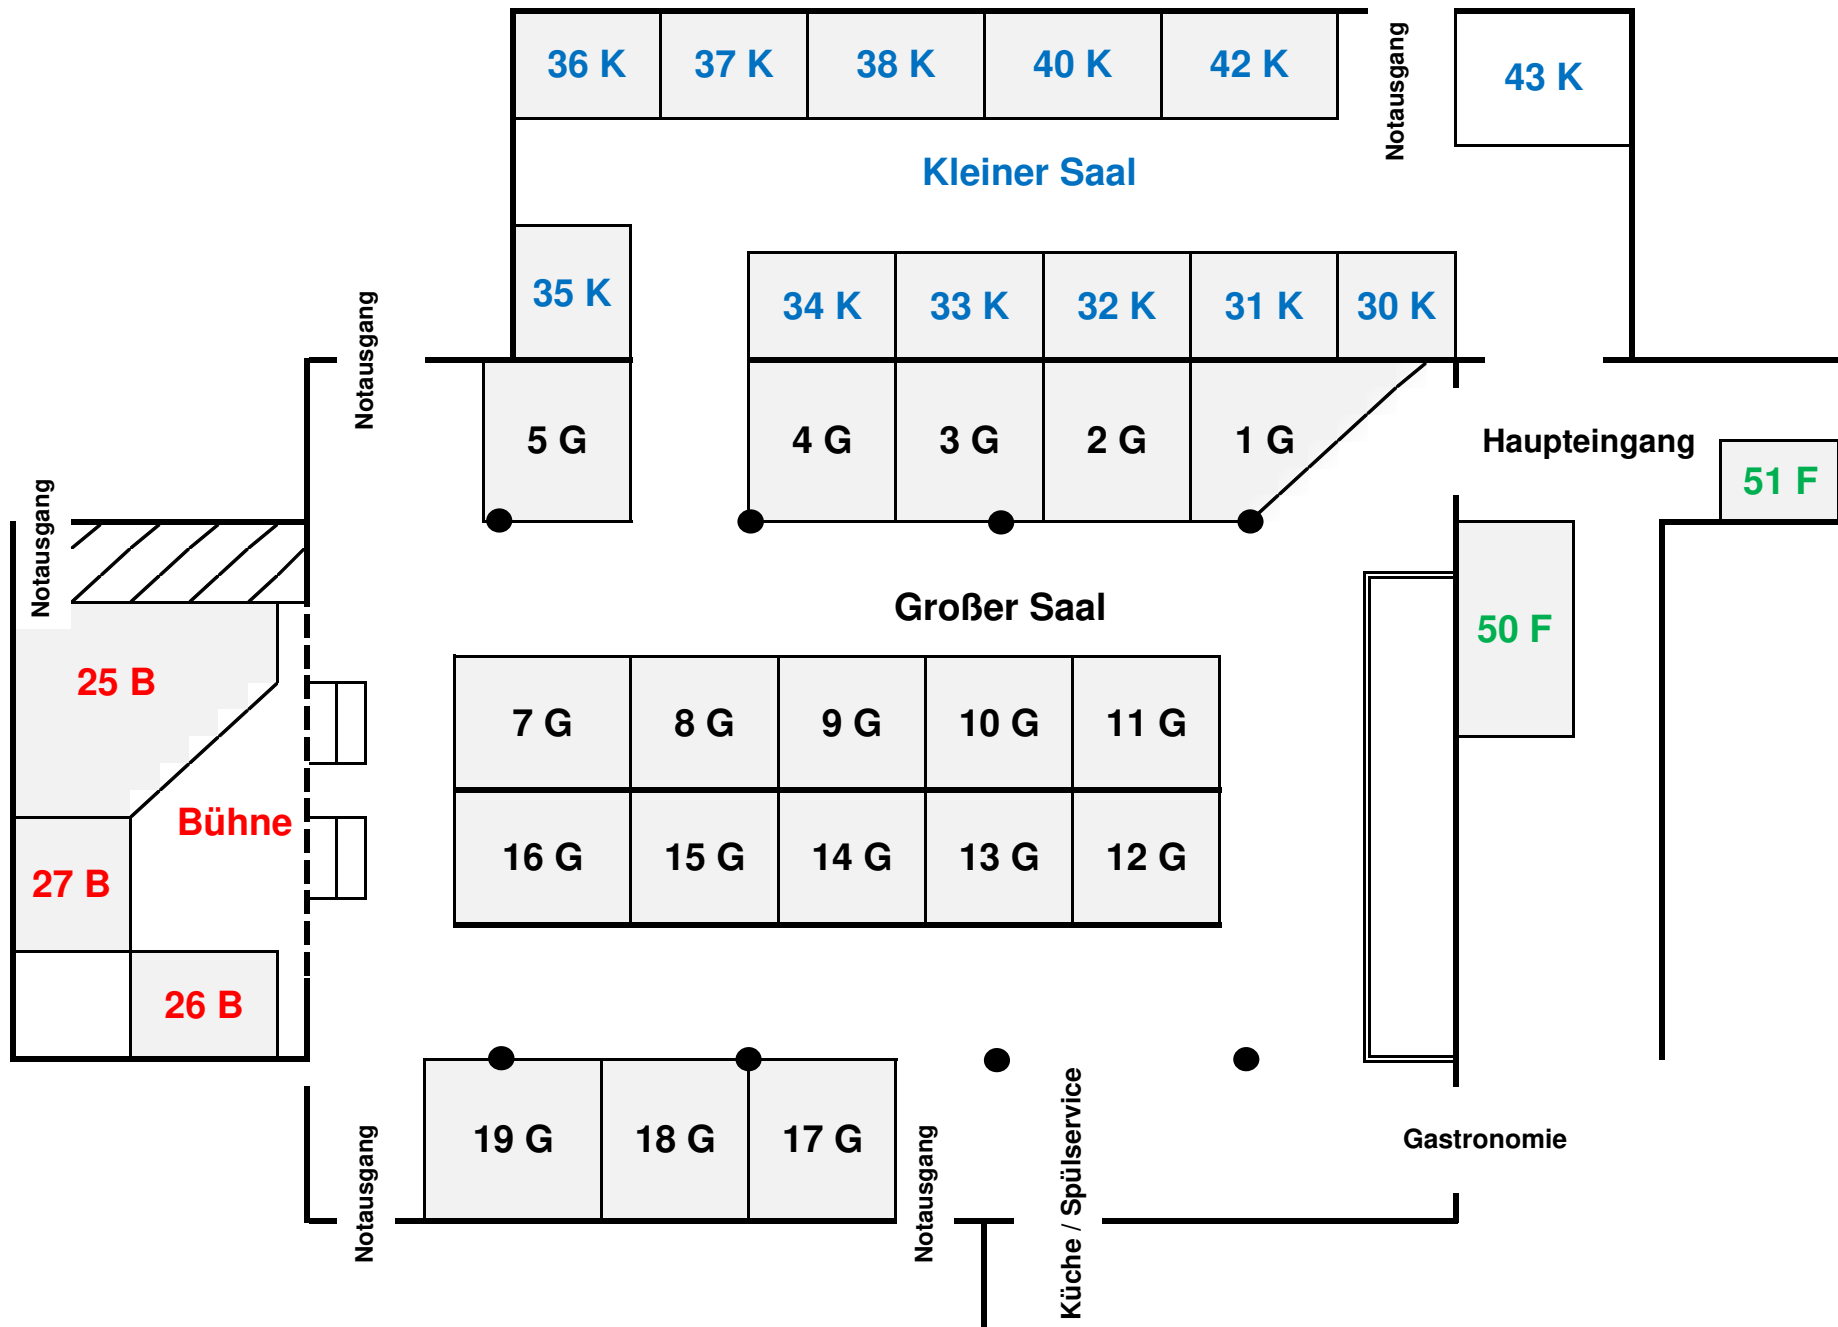 36 K
37 K
38 K
40 K
42 K
Notausgang
43 K
Kleiner Saal
35 K
34 K
33 K
32 K
31 K
30 K
Notausgang
5 G
4 G
3 G
2 G
1 G
Haupteingang
51 F
Notausgang
Großer Saal
50 F
25 B
7 G
8 G
9 G
10 G
11 G
Bühne
16 G
15 G
14 G
13 G
12 G
27 B
26 B
19 G
18 G
17 G
Gastronomie
Notausgang
Notausgang
Küche / Spülservice